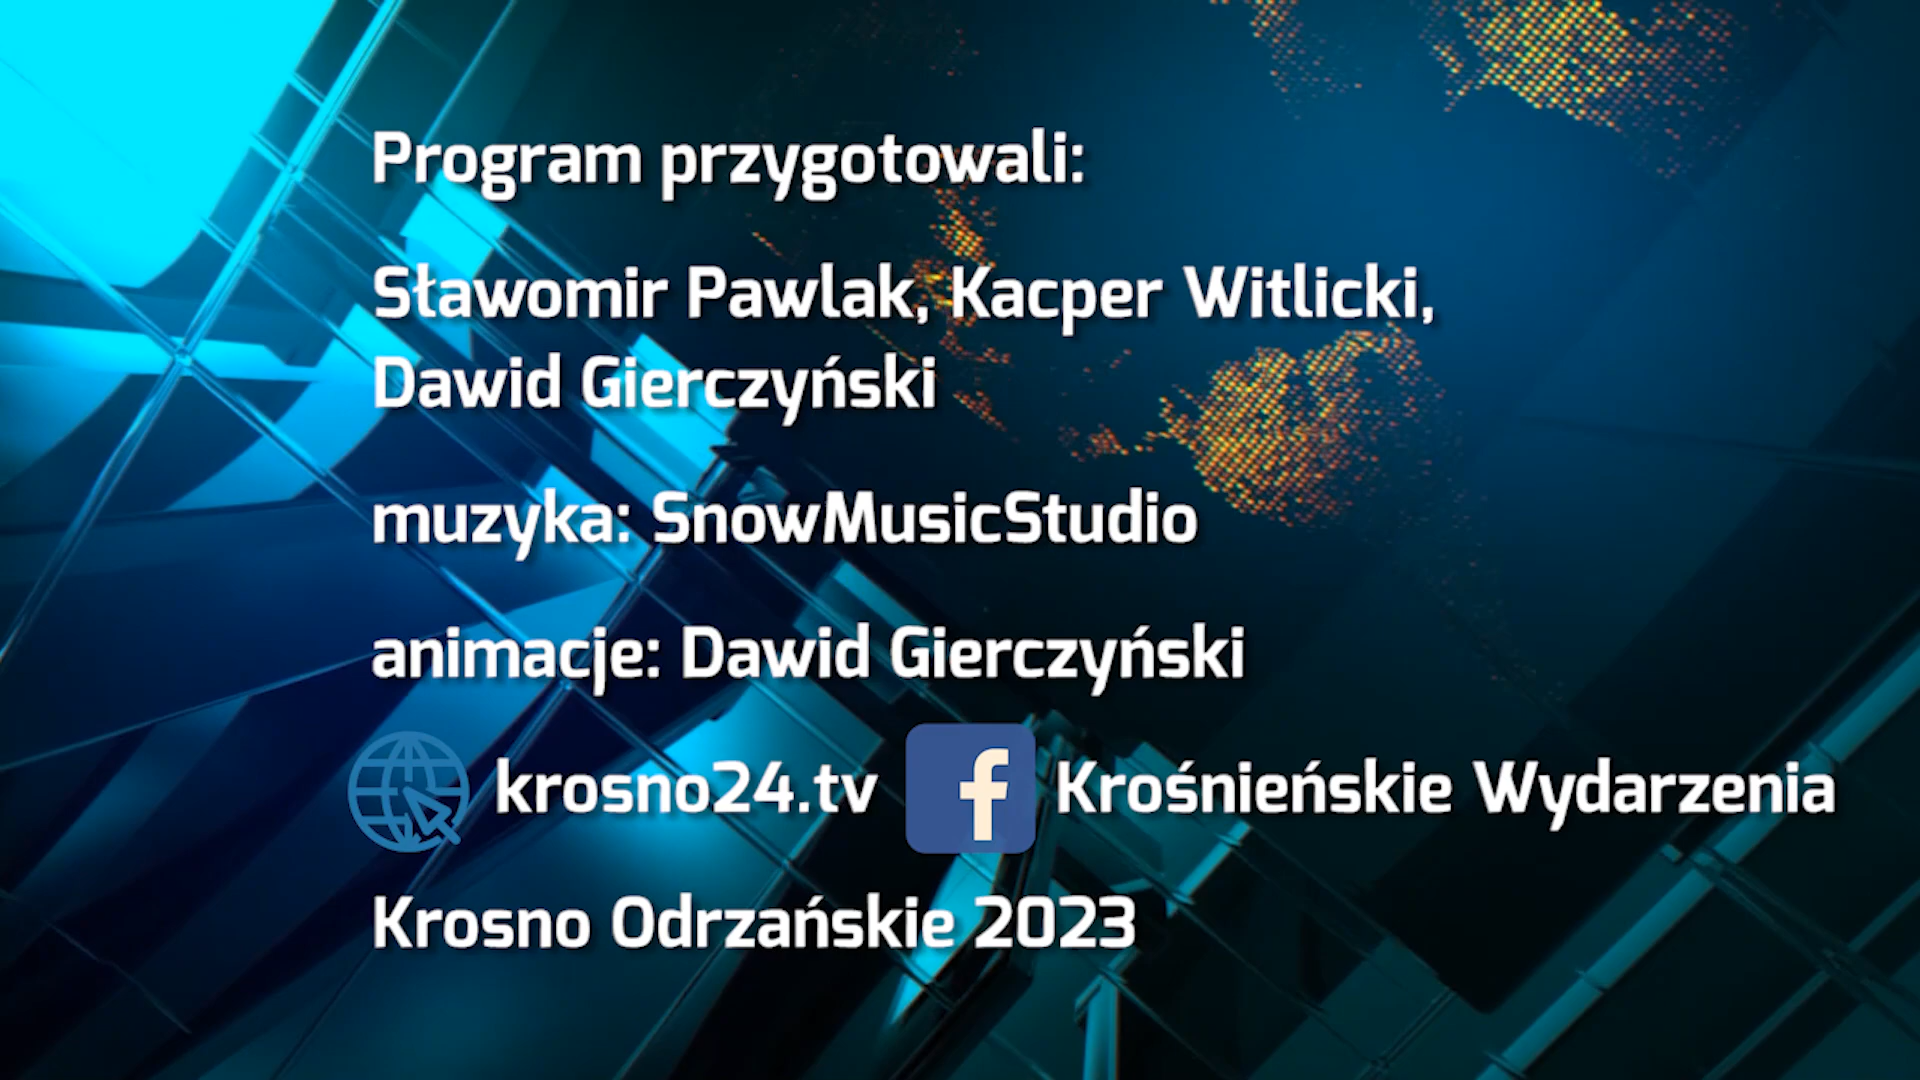 Program przygotowali:
Sławomir Pawlak, Kacper Witlicki,
Dawid Gierczyński
muzyka: SnowMusicStudio
animacje: Dawid Gierczyński
krosno24.tv f Krośnieńskie Wydarzenia
Krosno Odrzańskie 2023